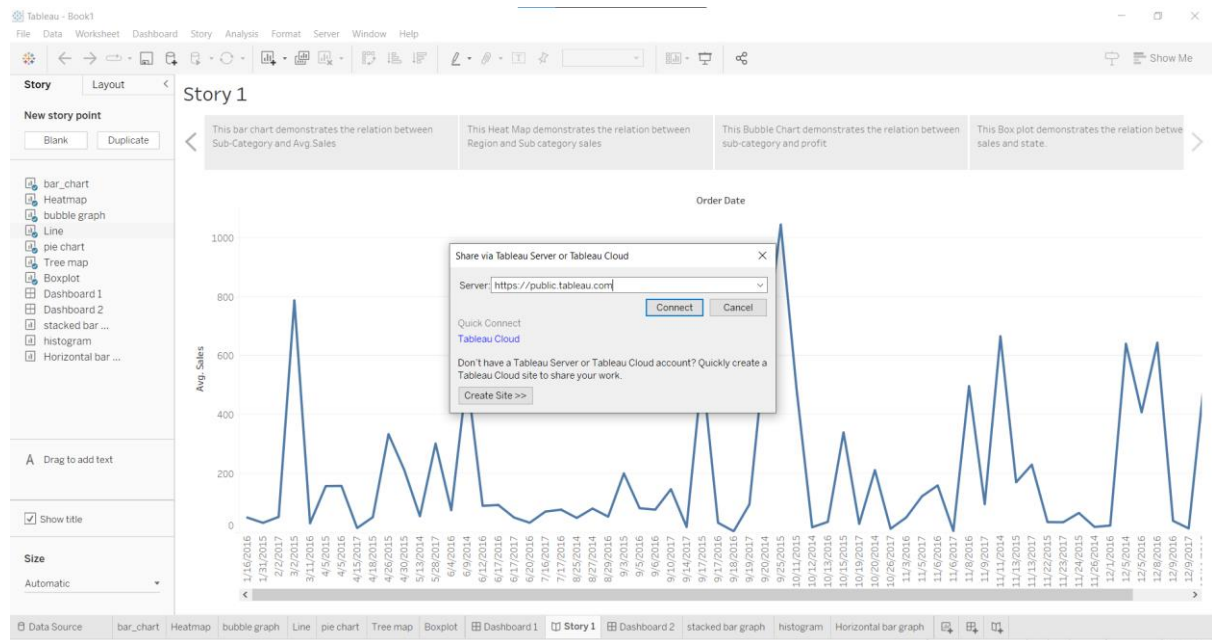 Tableau - Book1
File Data Worksheet Dashboard Story Analysis Format Server Window Help
Show Me
Story Layout
New story point
Blank Duplicate
bar_chart
Heatmap
bubble graph
Line
pie chart
Tree map
Boxplot
Dashboard 1
Dashboard 2
stacked bar ...
histogram
Horizontal bar ...
A Drag to add text
Show title
Size
Automatic
Story 1
This bar chart demonstrates the relation between
Sub-Category and Avg.Sales
This Heat Map demonstrates the relation between
Region and Sub category sales
This Bubble Chart demonstrates the relation between
sub-category and profit
This Box plot demonstrates the relation betwe
sales and state.
Order Date
Avg. Sales
1000
800
600
400
200
0
Share via Tableau Server or Tableau Cloud
Server: https://public.tableau.com
Connect Cancel
Quick Connect
Tableau Cloud
Don't have a Tableau Server or Tableau Cloud account? Quickly create a
Tableau Cloud site to share your work.
Create Site >>
1/16/2016
1/31/2015
2/2/2017
3/2/2015
3/11/2016
4/5/2016
4/5/2015
4/15/2017
4/18/2015
4/26/2015
4/30/2015
5/13/2014
5/28/2017
6/4/2016
6/9/2014
6/12/2016
6/17/2017
6/17/2016
6/20/2016
7/16/2017
7/17/2016
8/25/2014
8/27/2014
8/29/2016
9/3/2016
9/5/2016
9/6/2016
9/10/2017
9/14/2017
9/17/2015
9/17/2016
9/18/2016
9/19/2017
9/20/2014
9/25/2015
10/11/2015
10/12/2014
10/13/2016
10/15/2016
10/19/2017
10/20/2014
10/26/2017
11/3/2016
11/5/2016
11/6/2016
11/6/2017
11/8/2016
11/9/2017
11/11/2014
11/13/2017
11/13/2014
11/22/2015
11/23/2017
11/24/2015
11/26/2016
12/1/2016
12/5/2016
12/5/2014
12/8/2016
12/9/2016
12/9/2017
Data Source bar_chart Heatmap bubble graph Line pie chart Tree map Boxplot Dashboard 1 Story 1 Dashboard 2 stacked bar graph histogram Horizontal bar graph